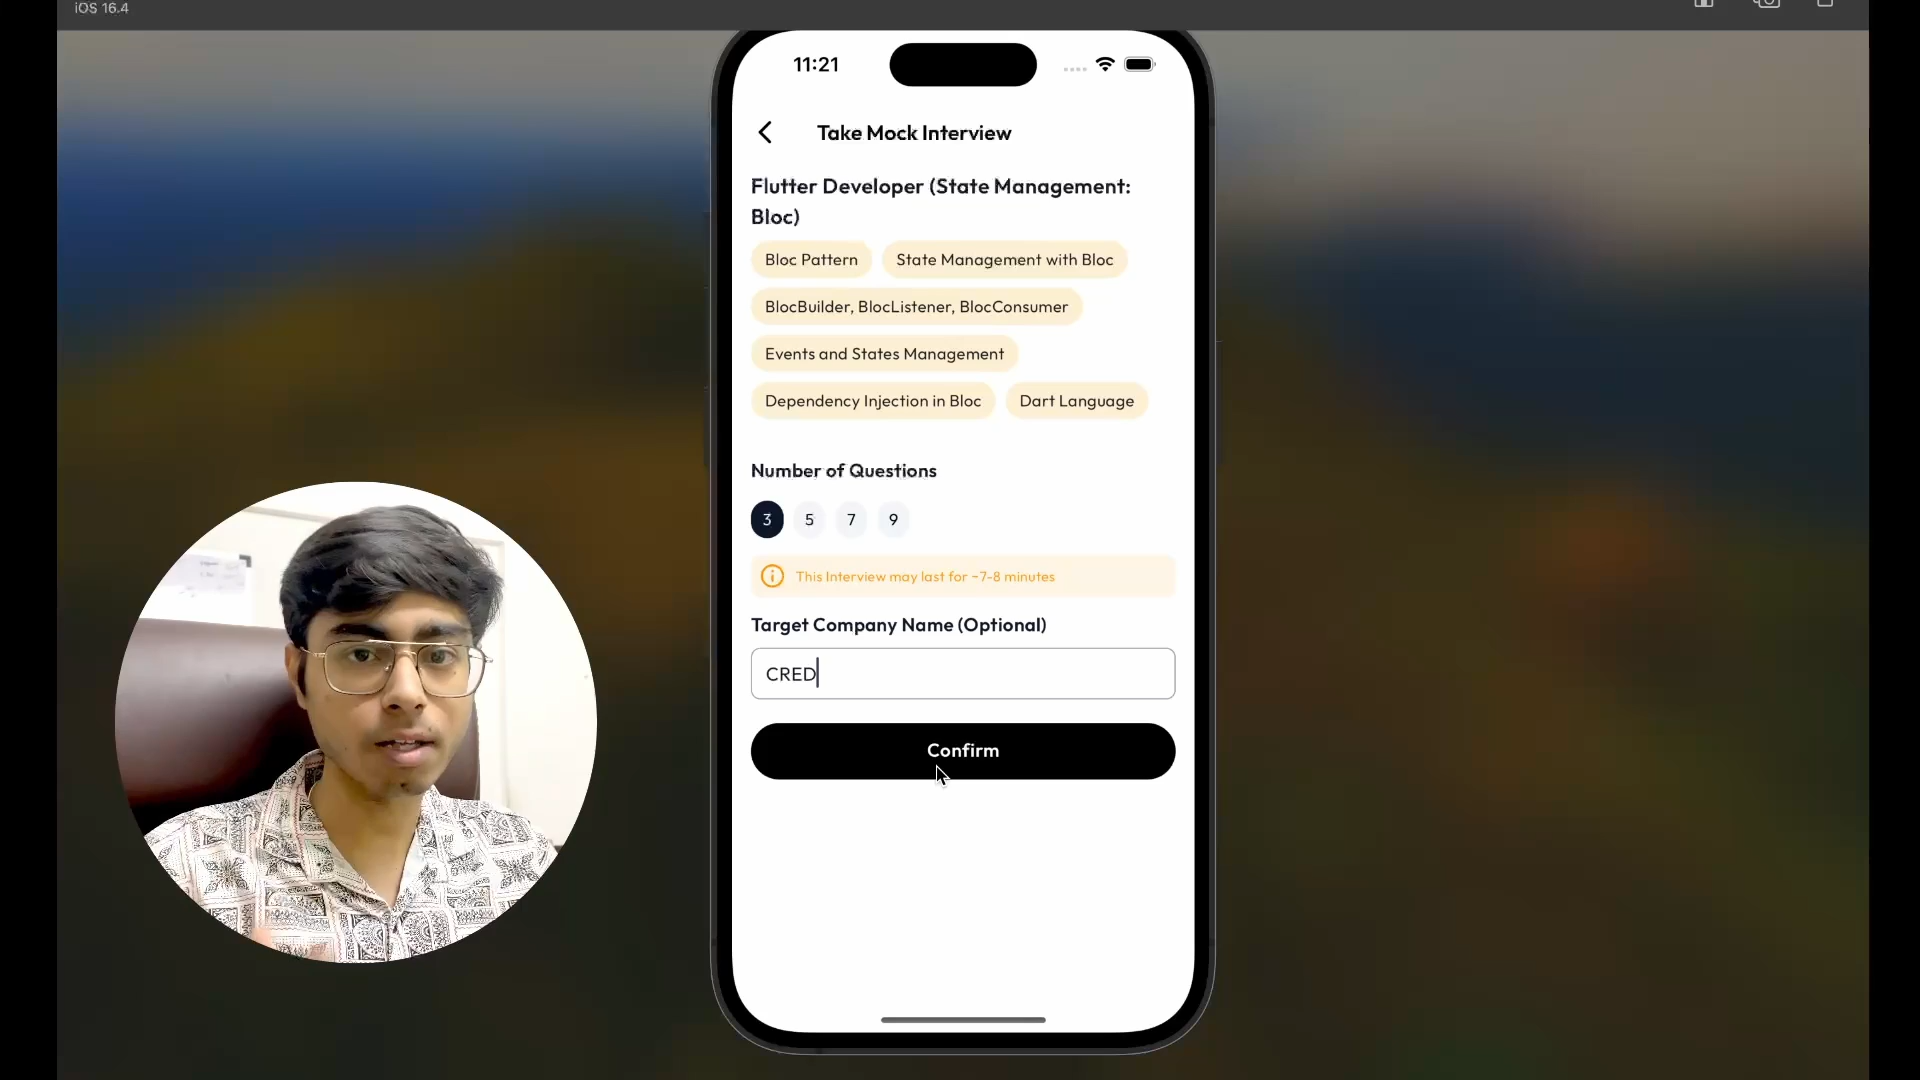 iOS 16.4
11:21
Take Mock Interview
Flutter Developer (State Management:
Bloc)
Bloc Pattern
State Management with Bloc
BlocBuilder, BlocListener, BlocConsumer
Events and States Management
Dependency Injection in Bloc
Dart Language
Number of Questions
3 5 7 9
This Interview may last for ~7-8 minutes
Target Company Name (Optional)
CRED
Confirm